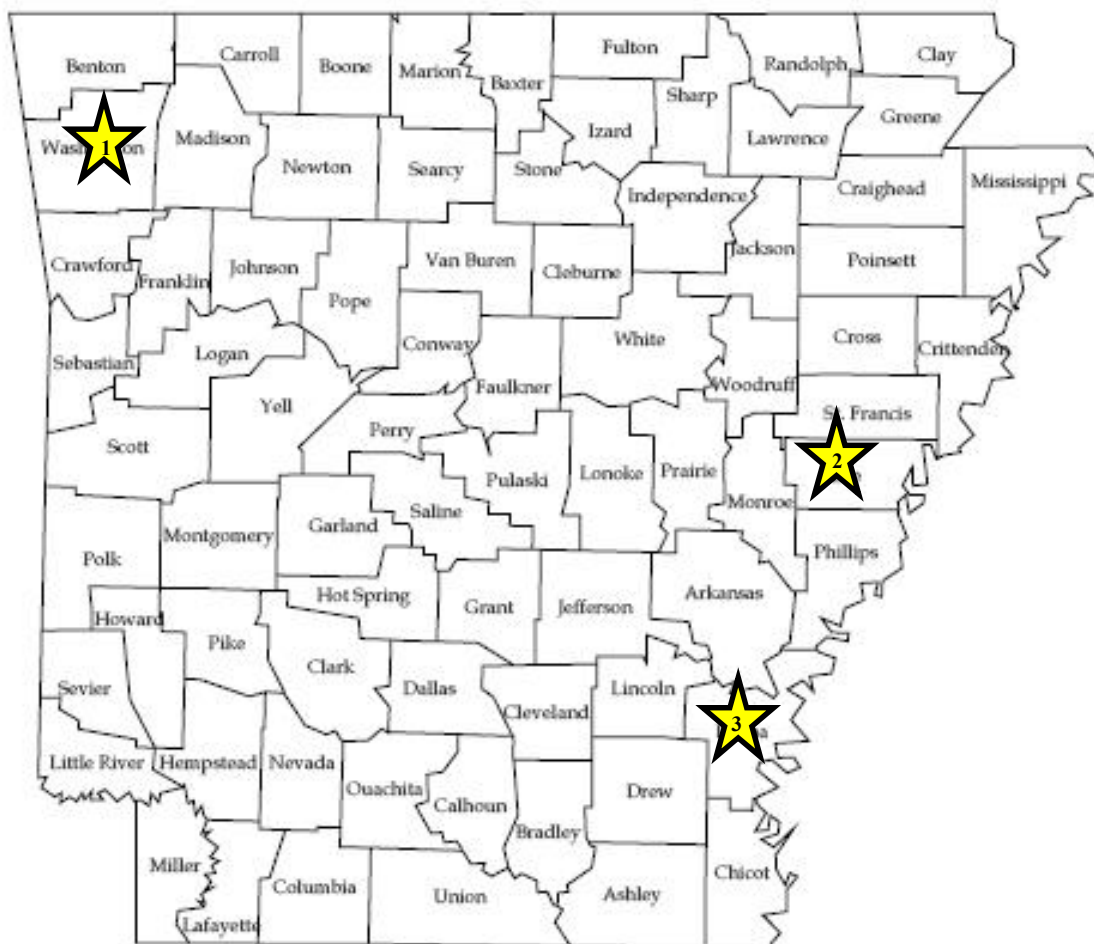 Benton
Carroll
Boone
Marion
Baxter
Fulton
Sharp
Randolph
Clay
Greene
Lawrence
Izard
Madison
1
Newton
Searcy
Stone
Independence
Craighead
Mississippi
Jackson
Poinsett
Crawford
Franklin
Johnson
Pope
Van Buren
Cleburne
White
Cross
Crittenden
Sebastian
Logan
Conway
Faulkner
Woodruff
St. Francis
Yell
Scott
Perry
Pulaski
Lonoke
Prairie
Monroe
2
Saline
Garland
Montgomery
Polk
Phillips
Hot Spring
Grant
Jefferson
Arkansas
Howard
Pike
Clark
Dallas
Lincoln
Sevier
Cleveland
3
Little River
Hempstead
Nevada
Ouachita
Calhoun
Drew
Bradley
Miller
Lafayette
Columbia
Union
Ashley
Chicot